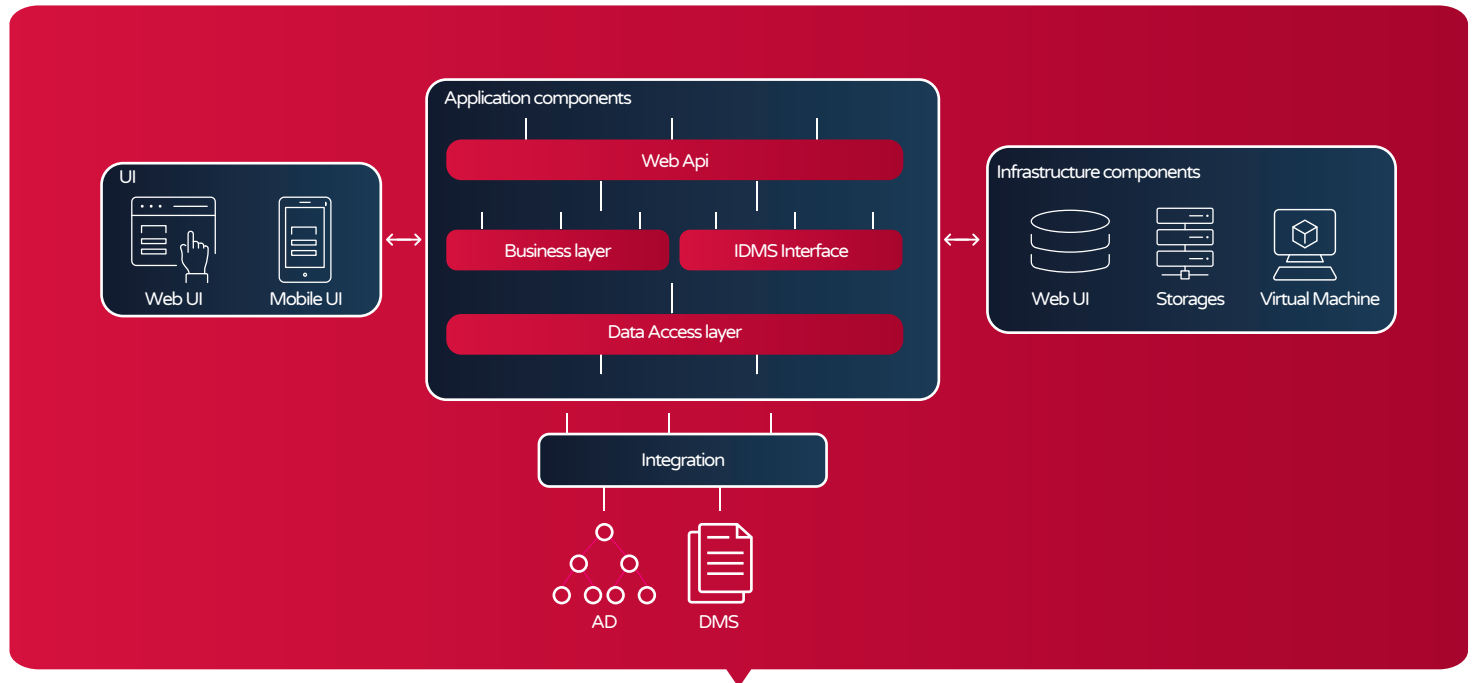 Application components
Web Api
Business layer
IDMS Interface
Data Access layer
UI
Web UI
Mobile UI
Infrastructure components
Web UI
Storages
Virtual Machine
Integration
AD
DMS